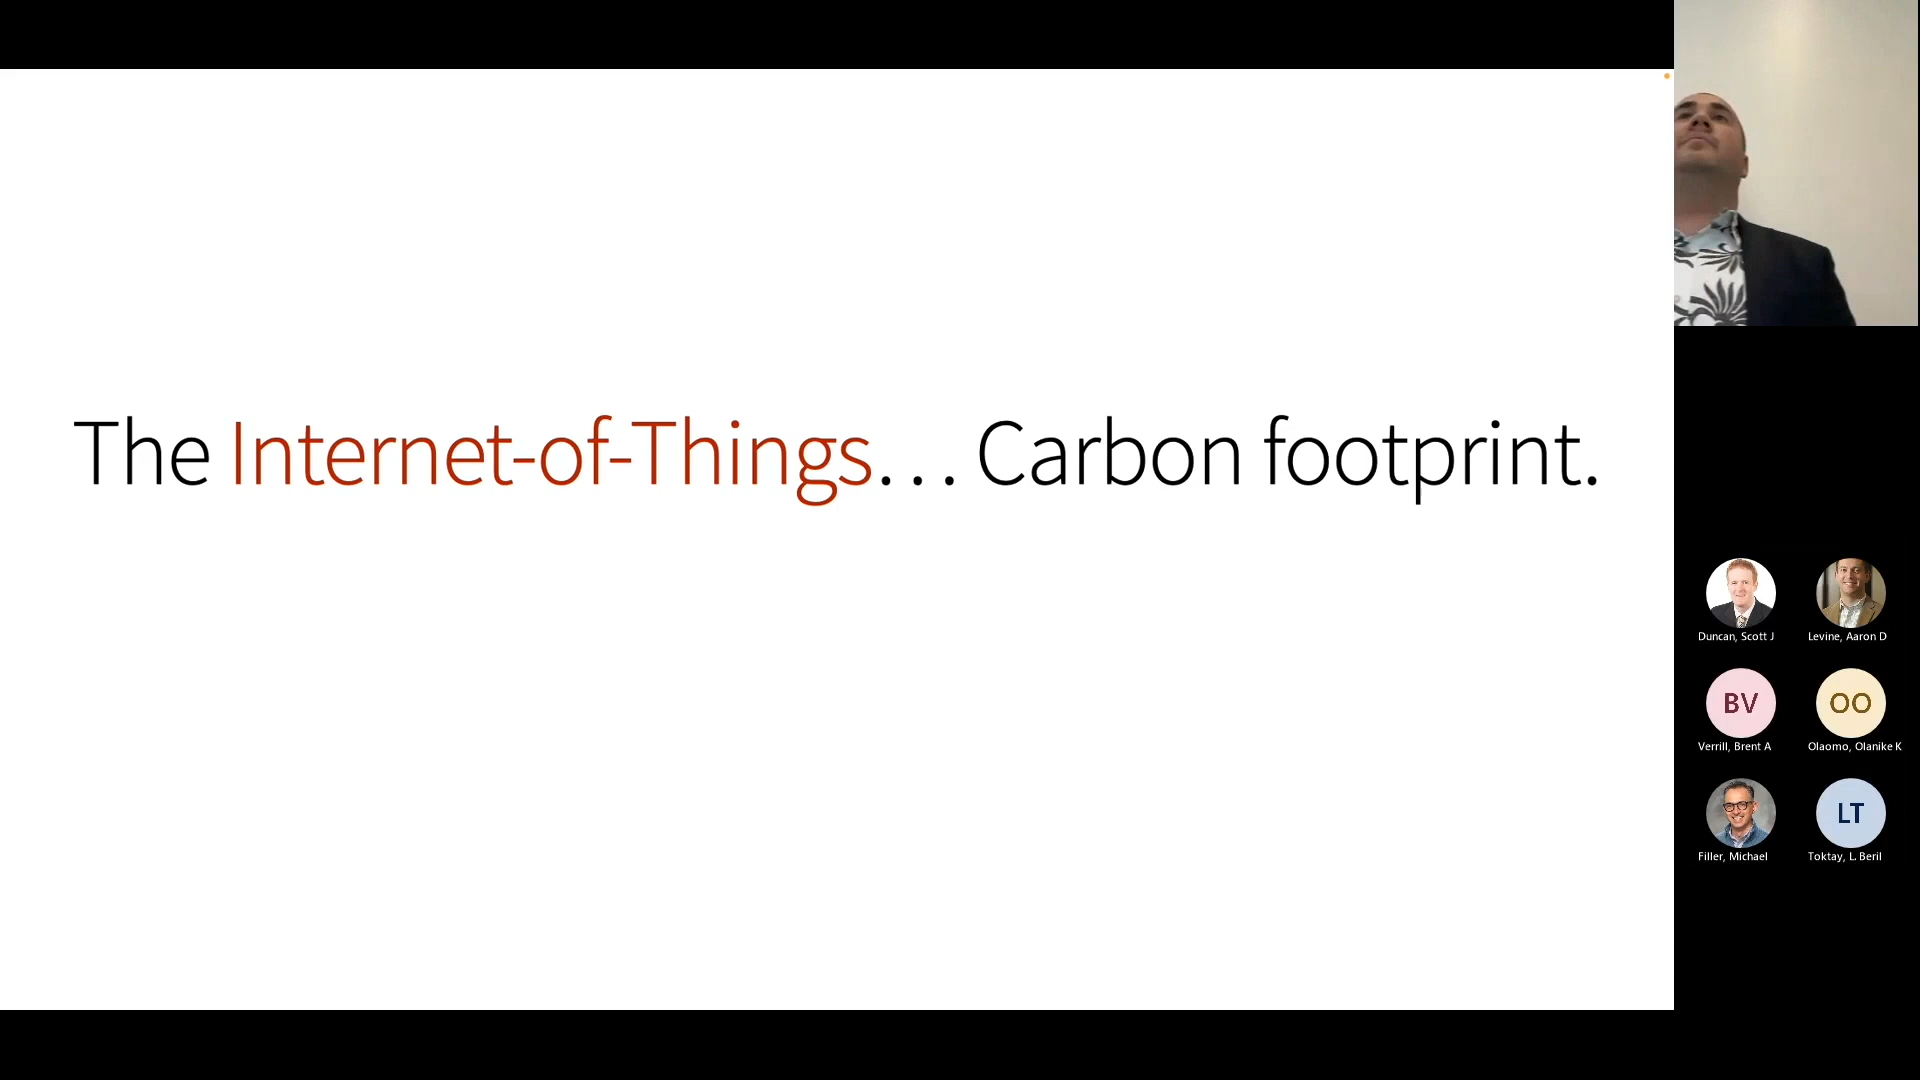 The Internet-of-Things... Carbon footprint.
Duncan, Scott J
Levine, Aaron D
BV
OO
Verrill, Brent A
Olaomo, Olanike K
LT
Filler, Michael
Toktay, L. Beril